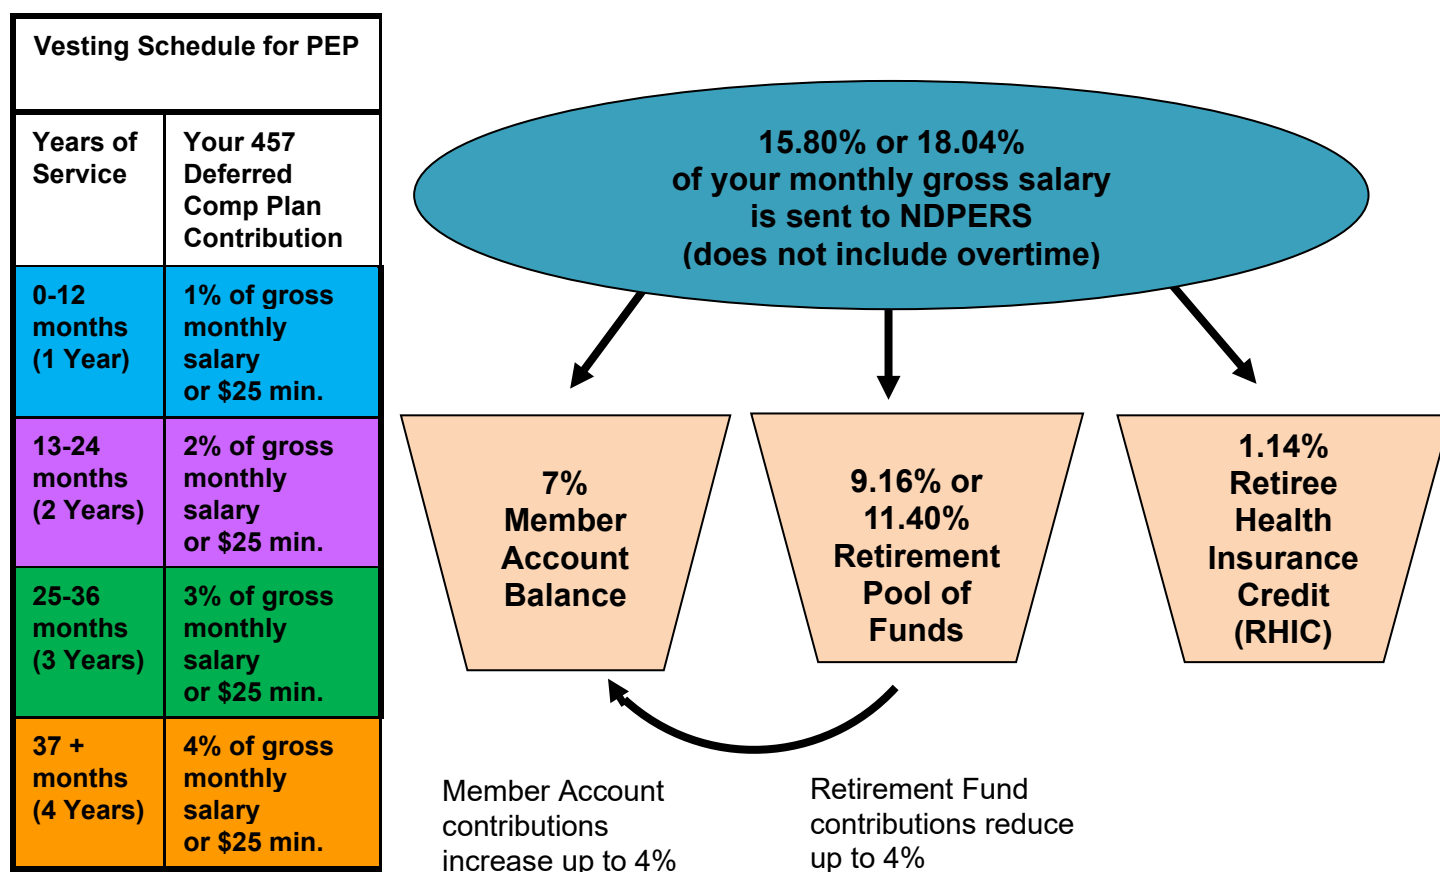 Vesting Schedule for PEP
Years of
Service
Your 457
Deferred
Comp Plan
Contribution
0-12
months
(1 Year)
1% of gross
monthly
salary
or $25 min.
13-24
months
(2 Years)
2% of gross
monthly
salary
or $25 min.
25-36
months
(3 Years)
3% of gross
monthly
salary
or $25 min.
37 +
months
(4 Years)
4% of gross
monthly
salary
or $25 min.
15.80% or 18.04%
of your monthly gross salary
is sent to NDPERS
(does not include overtime)
7%
Member
Account
Balance
9.16% or
11.40%
Retirement
Pool of
Funds
1.14%
Retiree
Health
Insurance
Credit
(RHIC)
Member Account
contributions
increase up to 4%
Retirement Fund
contributions reduce
up to 4%